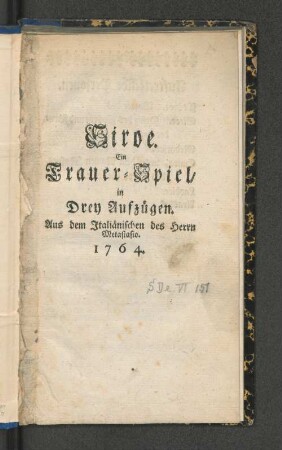 Siroe.
Ein
Trauer-Spiel/
in
Drey Aufzügen.
Aus dem Italiänischen des Herrn
Metastasio.
1764.